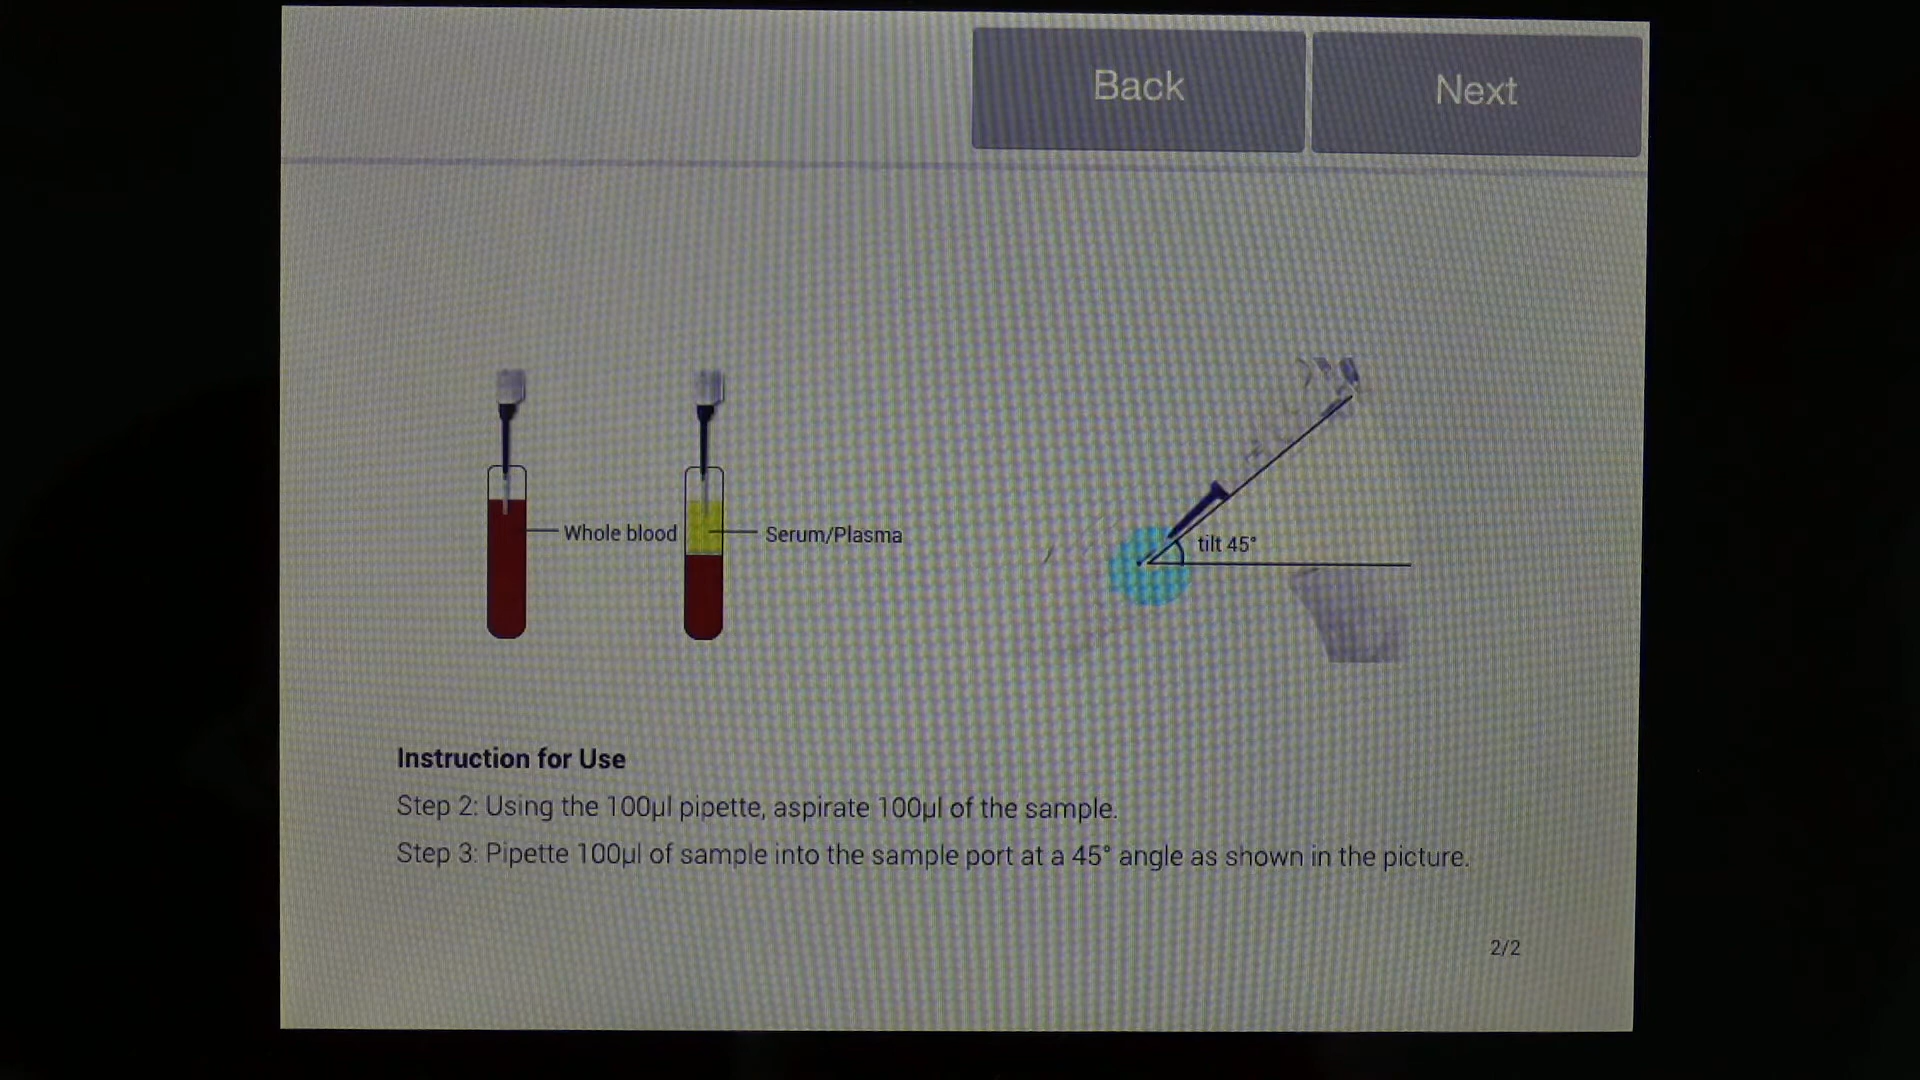 Back Next
Whole blood Serum/Plasma
tilt 45°
Instruction for Use
Step 2: Using the 100µl pipette, aspirate 100µl of the sample.
Step 3: Pipette 100µl of sample into the sample port at a 45° angle as shown in the picture.
2/2